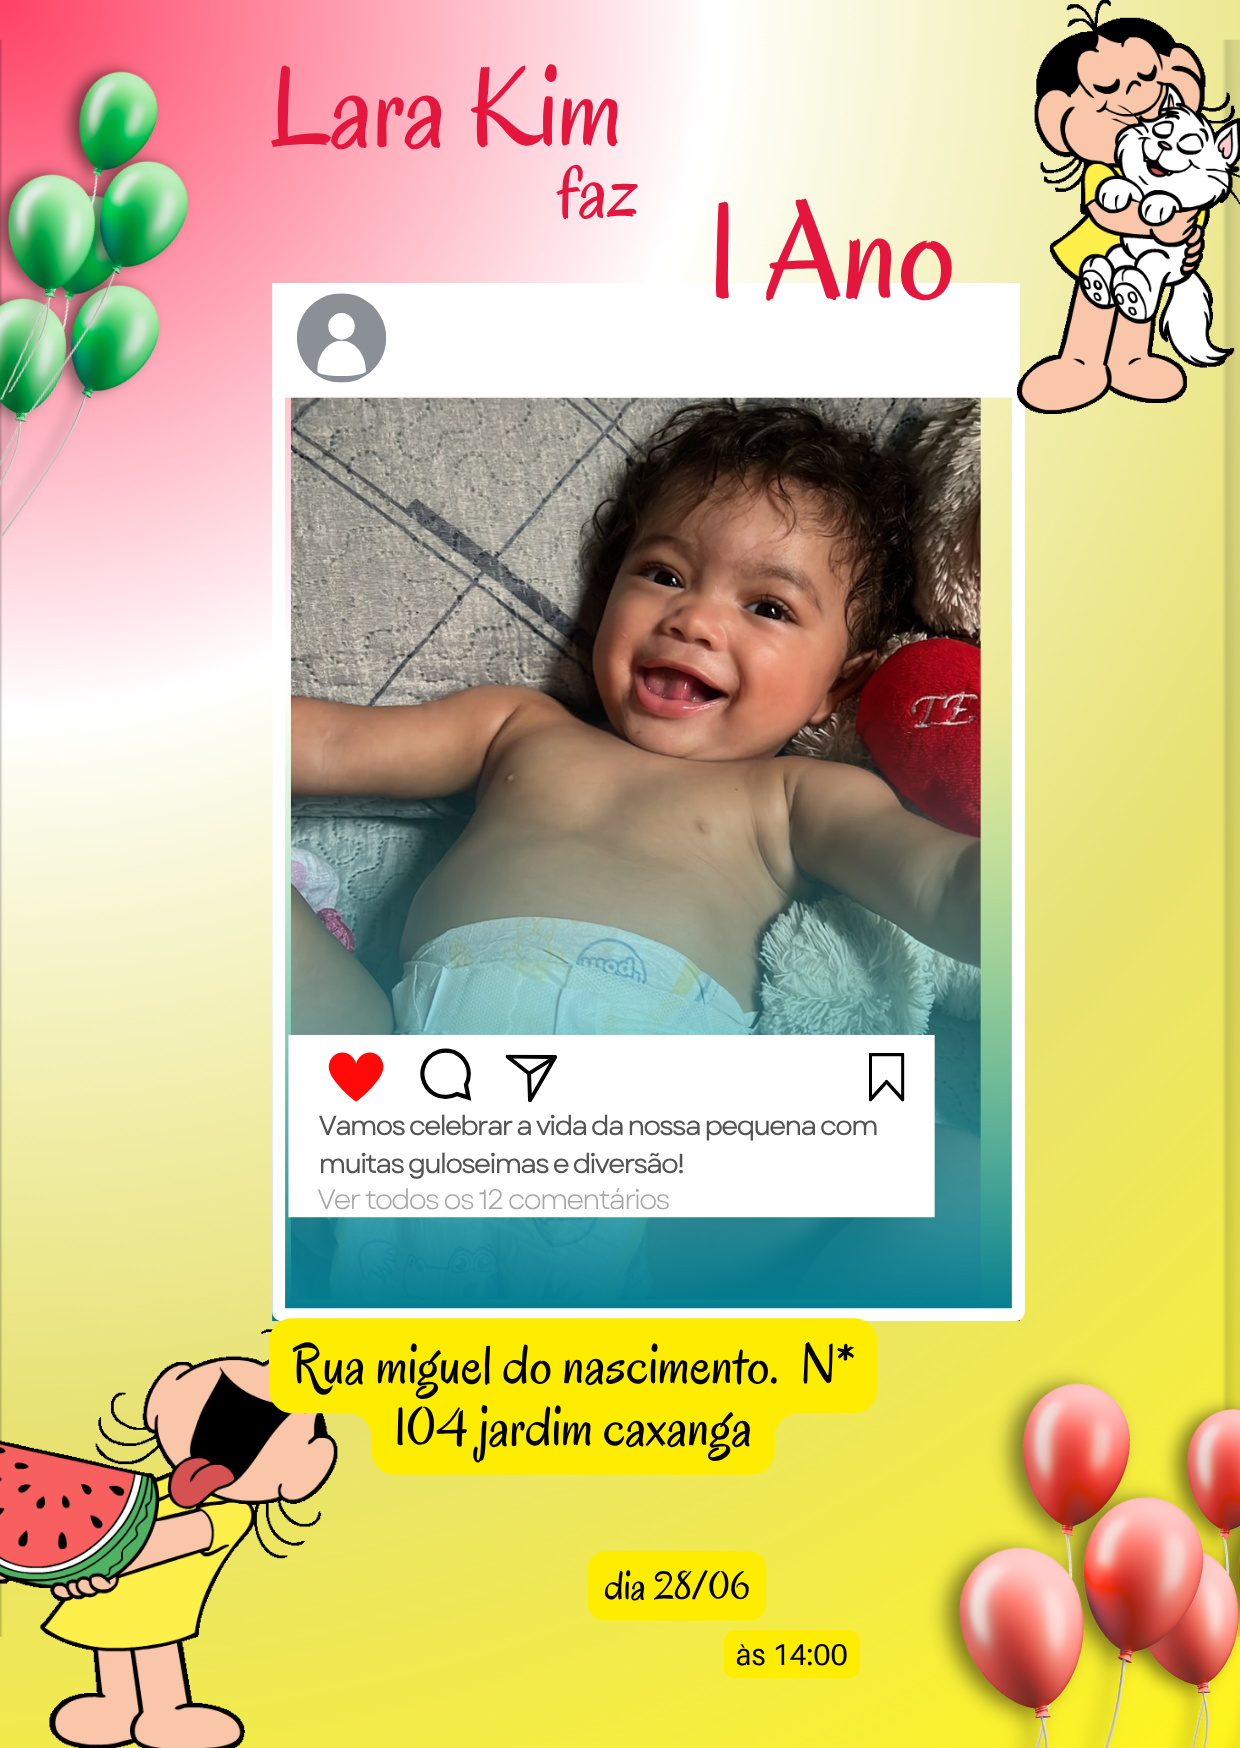 Lara Kim
faz
1 Ano
TE
Vamos celebrar a vida da nossa pequena com
muitas guloseimas e diversão!
Ver todos os 12 comentários
Rua miguel do nascimento. N*
104 jardim caxanga
dia 28/06
às 14:00